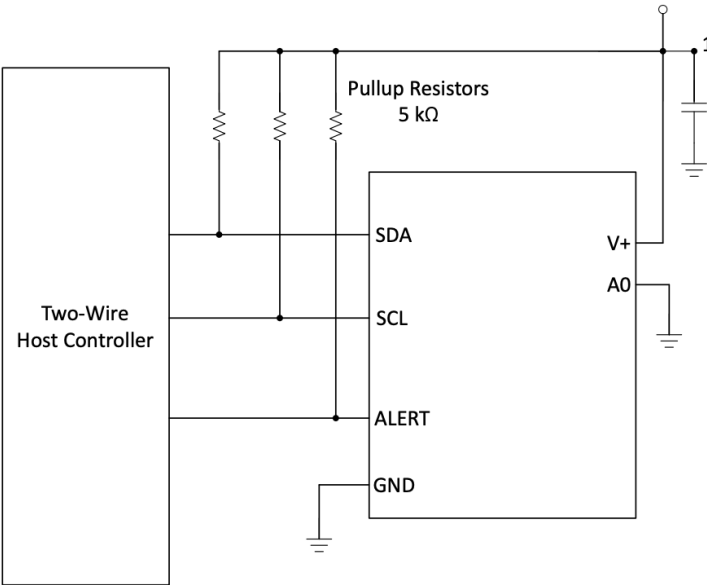 Pullup Resistors
5 kΩ
SDA
V+
A0
Two-Wire
Host Controller
SCL
ALERT
GND